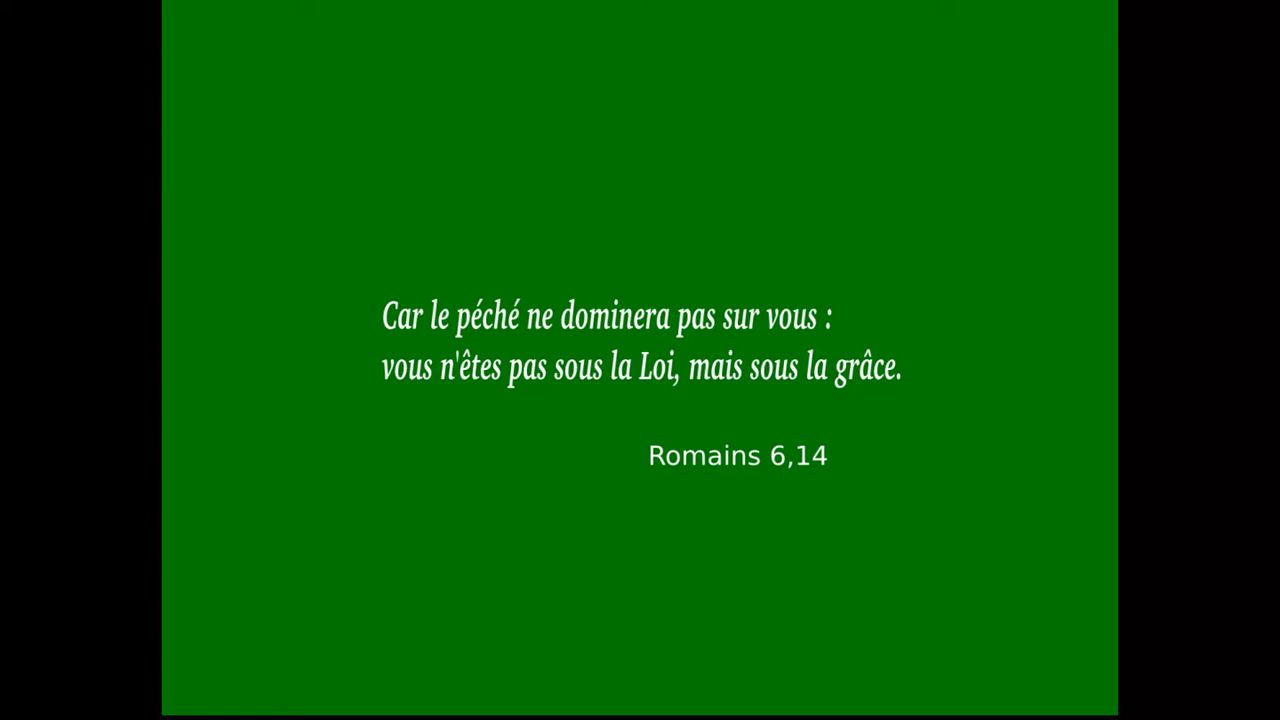 Car le péché ne dominera pas sur vous :
vous n'êtes pas sous la Loi, mais sous la grâce.
Romains 6,14